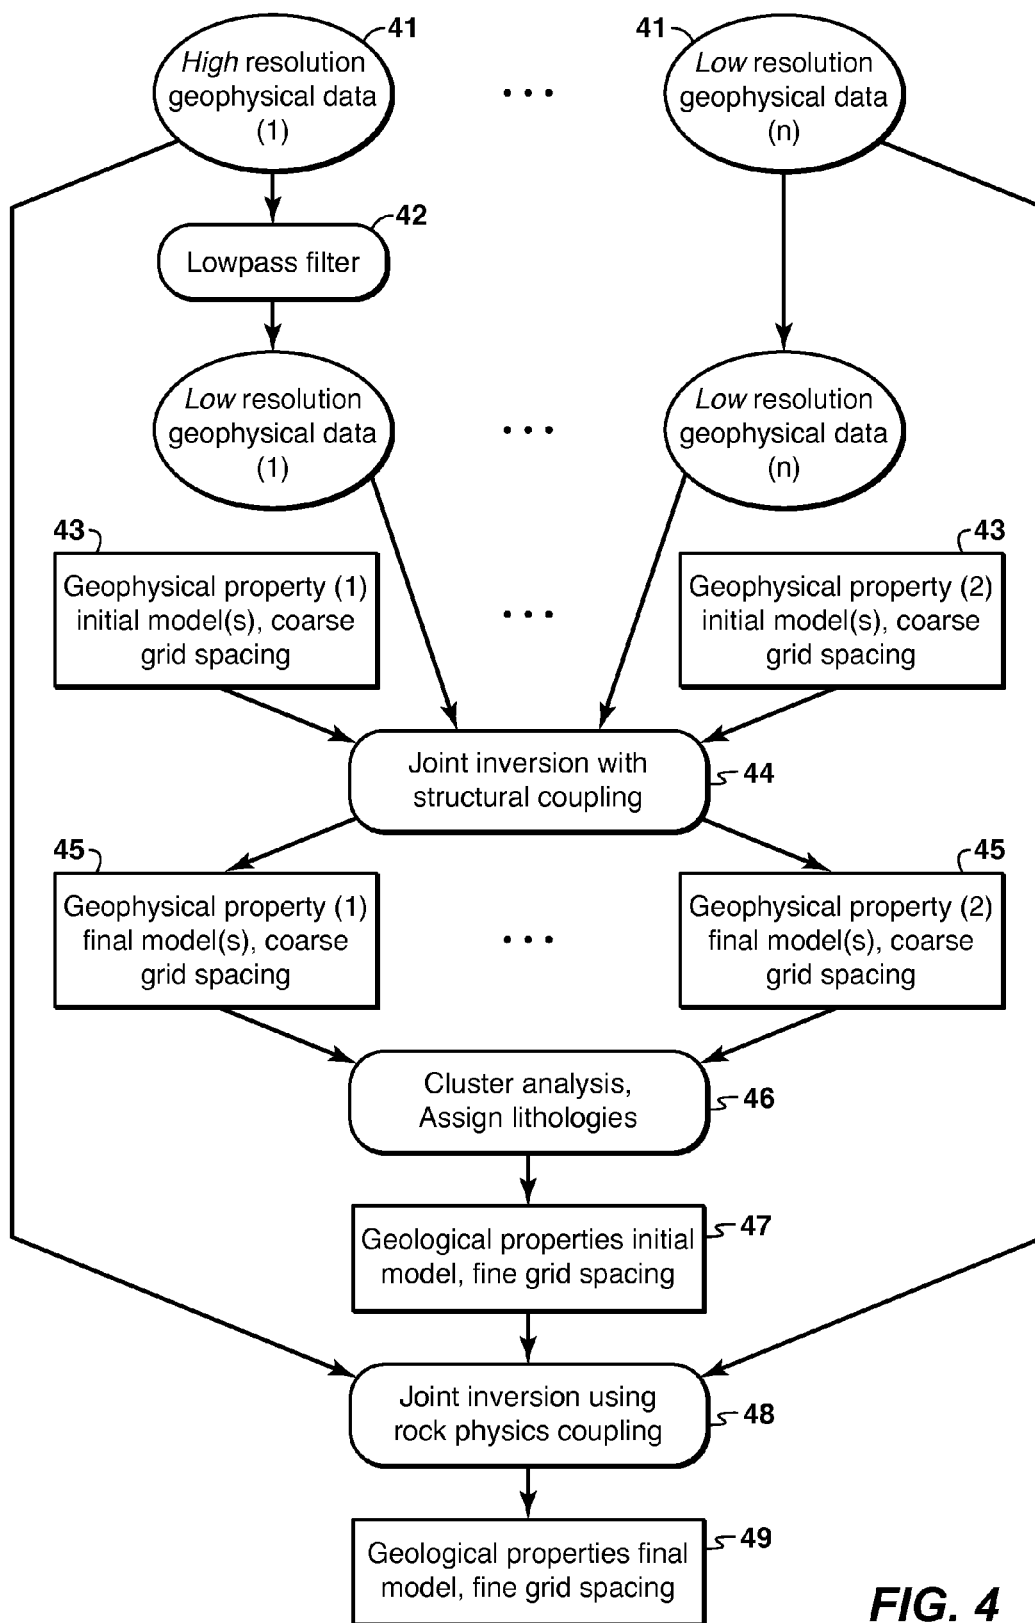 41
High resolution
geophysical data
(1)
• • •
41
Low resolution
geophysical data
(n)
42
Lowpass filter
Low resolution
geophysical data
(1)
• • •
Low resolution
geophysical data
(n)
43
Geophysical property (1)
initial model(s), coarse
grid spacing
• • •
43
Geophysical property (2)
initial model(s), coarse
grid spacing
Joint inversion with
structural coupling
44
45
Geophysical property (1)
final model(s), coarse
grid spacing
• • •
45
Geophysical property (2)
final model(s), coarse
grid spacing
Cluster analysis,
Assign lithologies
46
47
Geological properties initial
model, fine grid spacing
Joint inversion using
rock physics coupling
48
49
Geological properties final
model, fine grid spacing
FIG. 4